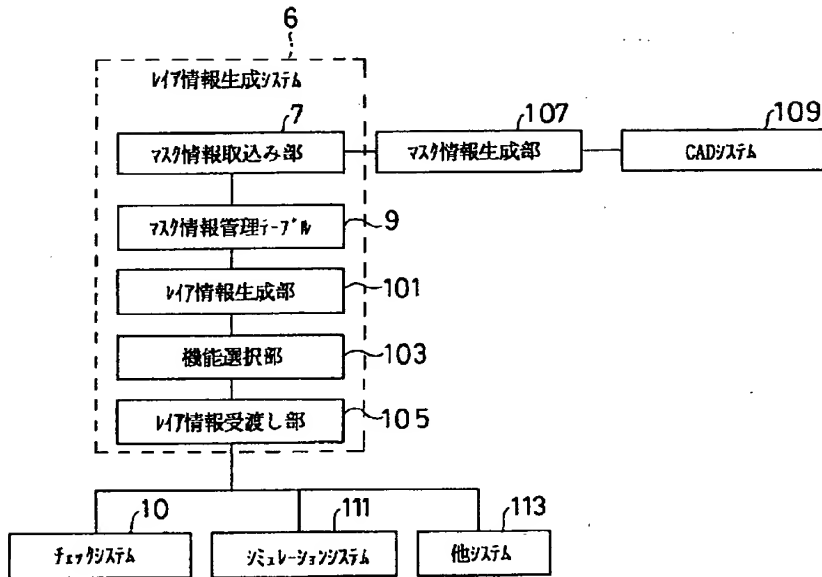 6
レイア情報生成システム
7
107
109
マスク情報取込み部
マスク情報生成部
CADシステム
マスク情報管理テーブル
9
レイア情報生成部
101
機能選択部
103
レイア情報受渡し部
105
10
111
113
チェックシステム
シミュレーションシステム
他システム